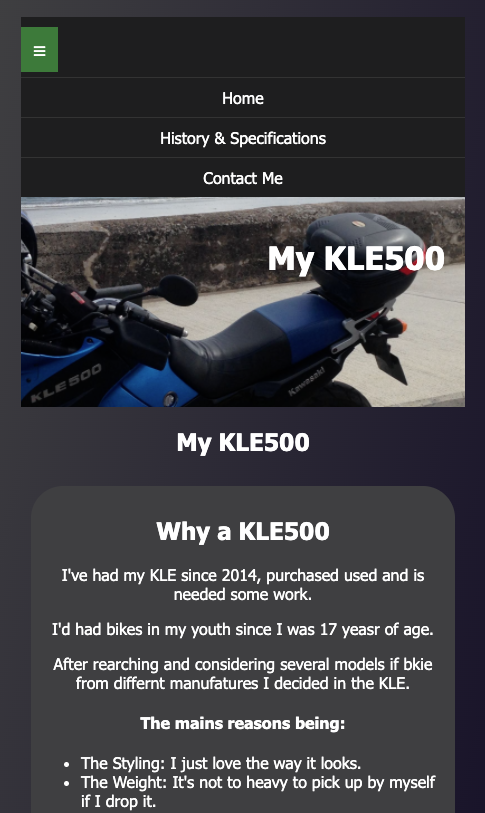 Home
History & Specifications
Contact Me
My KLE500
KLE500
Kawasaki
My KLE500
Why a KLE500
I've had my KLE since 2014, purchased used and is
needed some work.
I'd had bikes in my youth since I was 17 yeasr of age.
After rearching and considering several models if bkie
from differnt manufatures I decided in the KLE.
The mains reasons being:
The Styling: I just love the way it looks.
The Weight: It's not to heavy to pick up by myself
if I drop it.